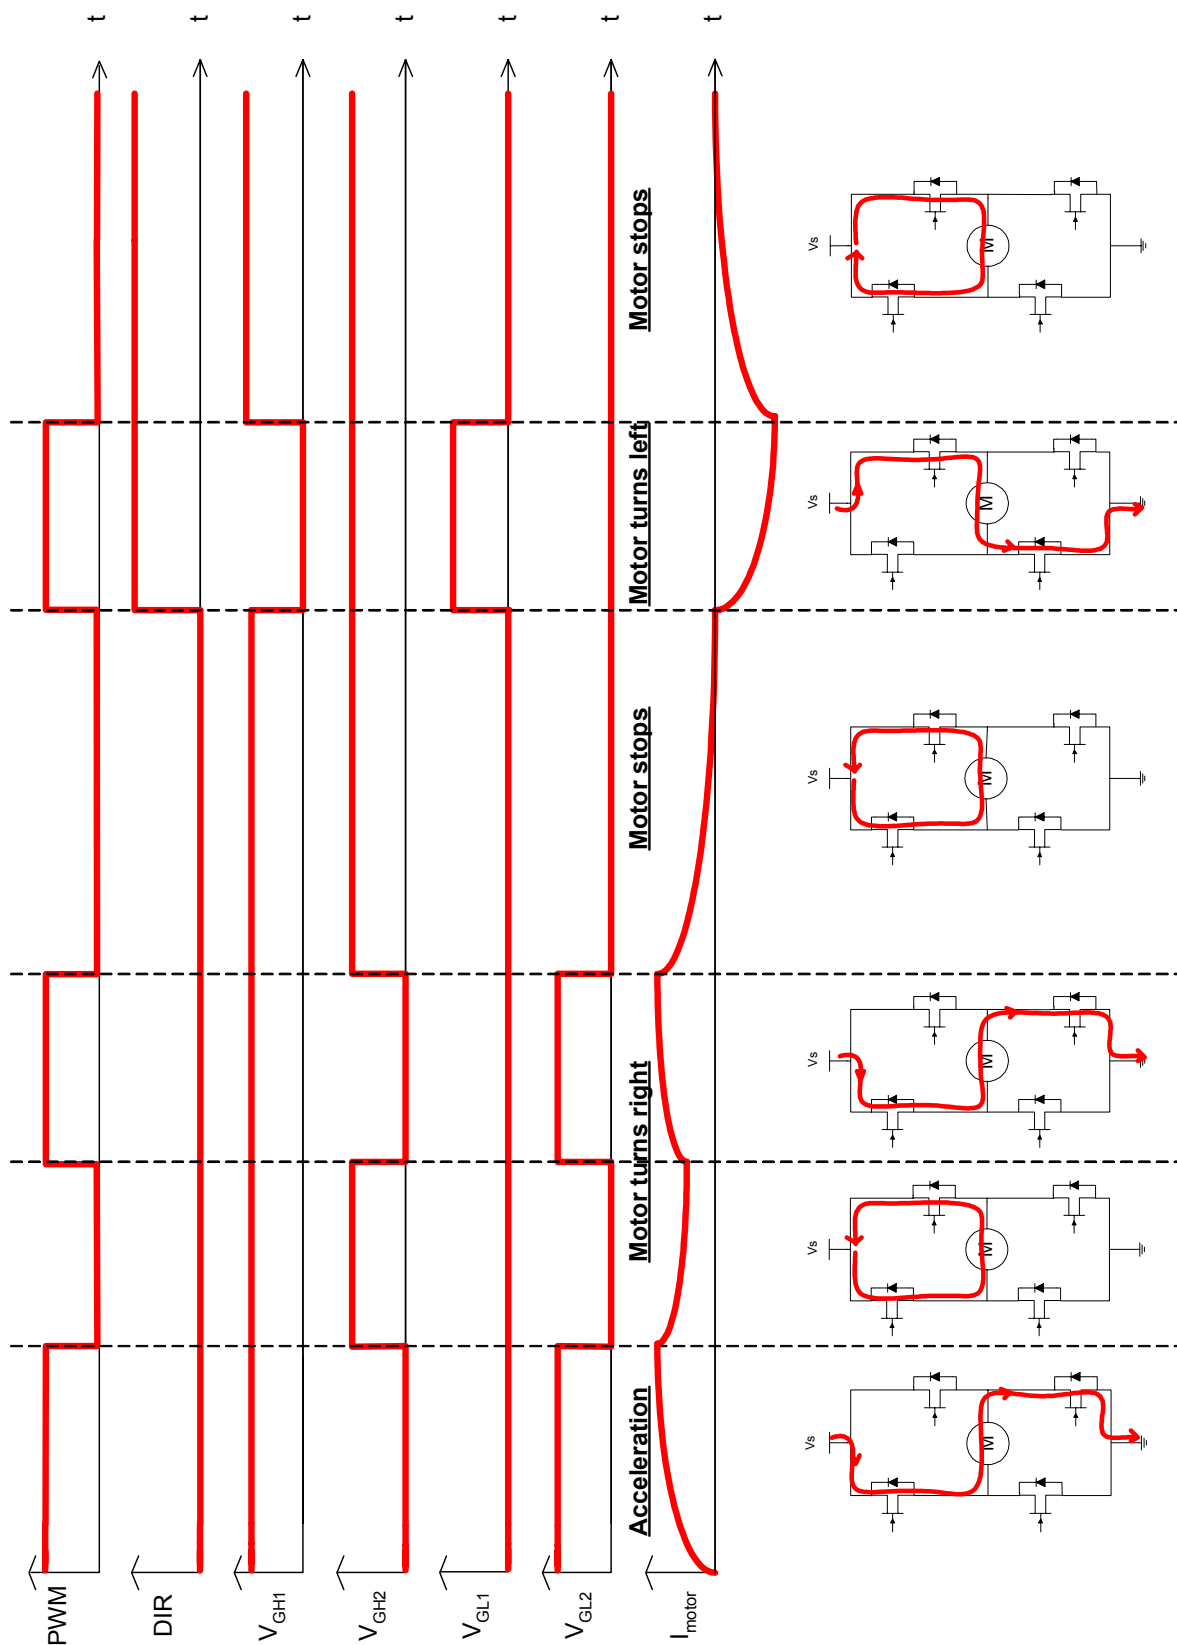 PWM
t
DIR
t
VGH1
t
VGH2
t
VGL1
t
VGL2
t
Acceleration
Motor turns right
Motor stops
Motor turns left
Motor stops
Imotor
t
Vs
M
Vs
M
Vs
M
Vs
M
Vs
M
Vs
M